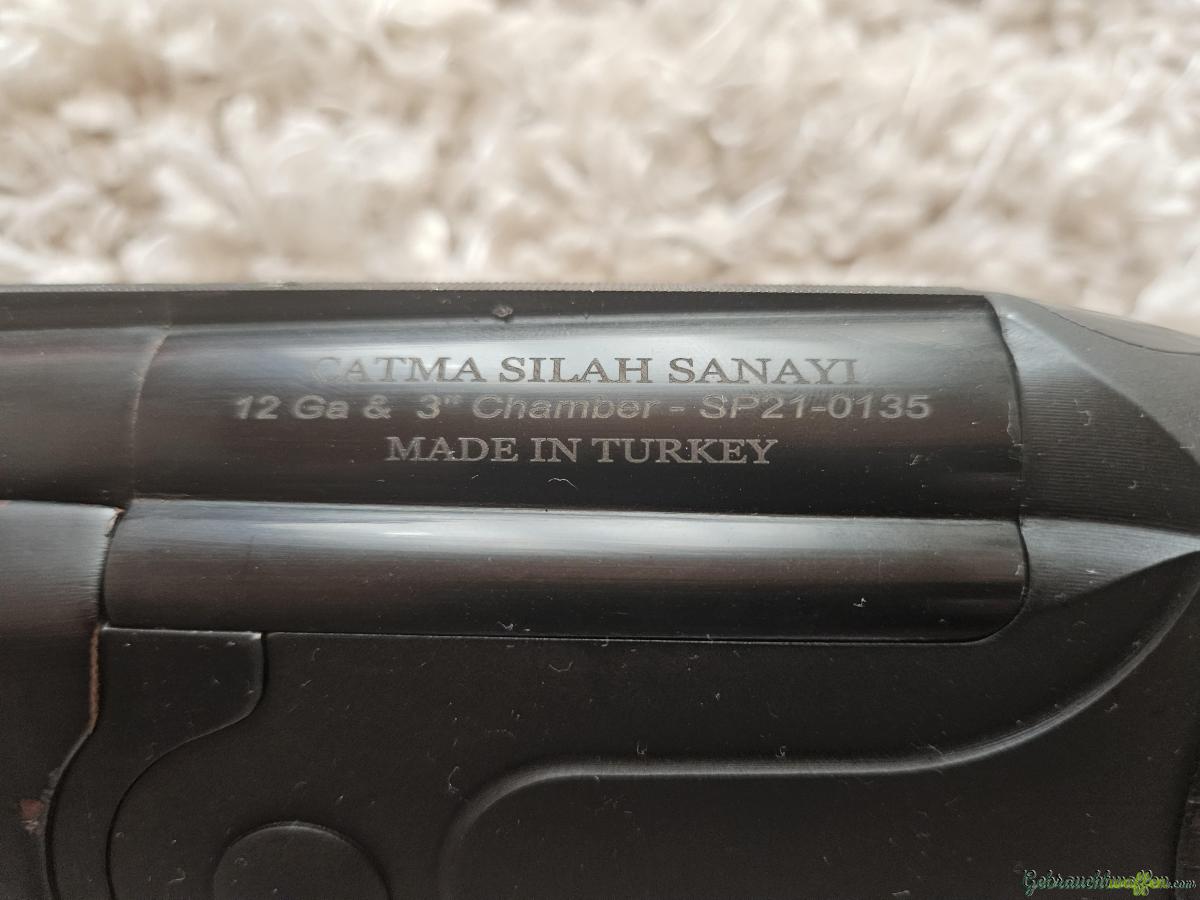 CATMA SILAH SANAYI
12 Ga & 3" Chamber - SP21-0135
MADE IN TURKEY
Gebrauchtwaffen.com